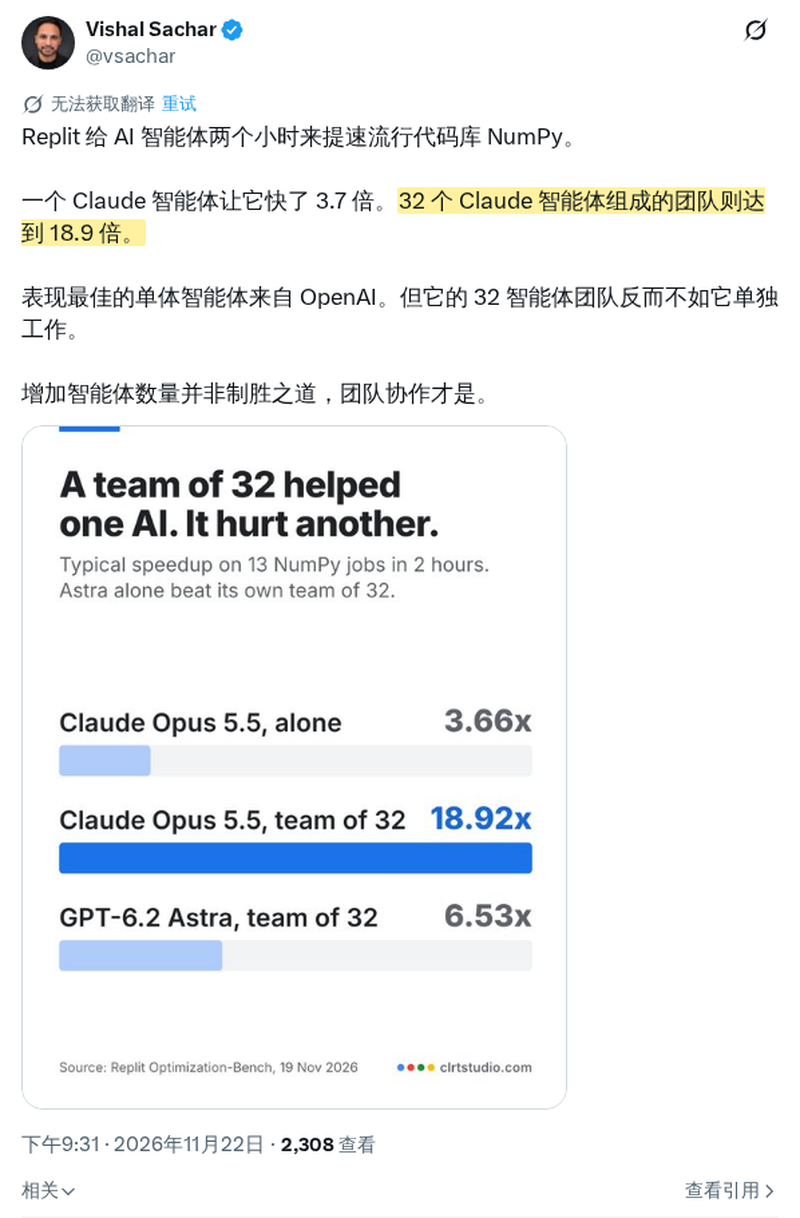 Vishal Sachar
@vsachar
无法获取翻译 重试
Replit 给 AI 智能体两个小时来提速流行代码库 NumPy。
一个 Claude 智能体让它快了 3.7 倍。32 个 Claude 智能体组成的团队则达
到 18.9 倍。
表现最佳的单体智能体来自 OpenAI。但它的 32 智能体团队反而不如它单独
工作。
增加智能体数量并非制胜之道，团队协作才是。
A team of 32 helped
one AI. It hurt another.
Typical speedup on 13 NumPy jobs in 2 hours.
Astra alone beat its own team of 32.
Claude Opus 5.5, alone 3.66x
Claude Opus 5.5, team of 32 18.92x
GPT-6.2 Astra, team of 32 6.53x
Source: Replit Optimization-Bench, 19 Nov 2026 clrtstudio.com
下午9:31 · 2026年11月22日 · 2,308 查看
相关 查看引用